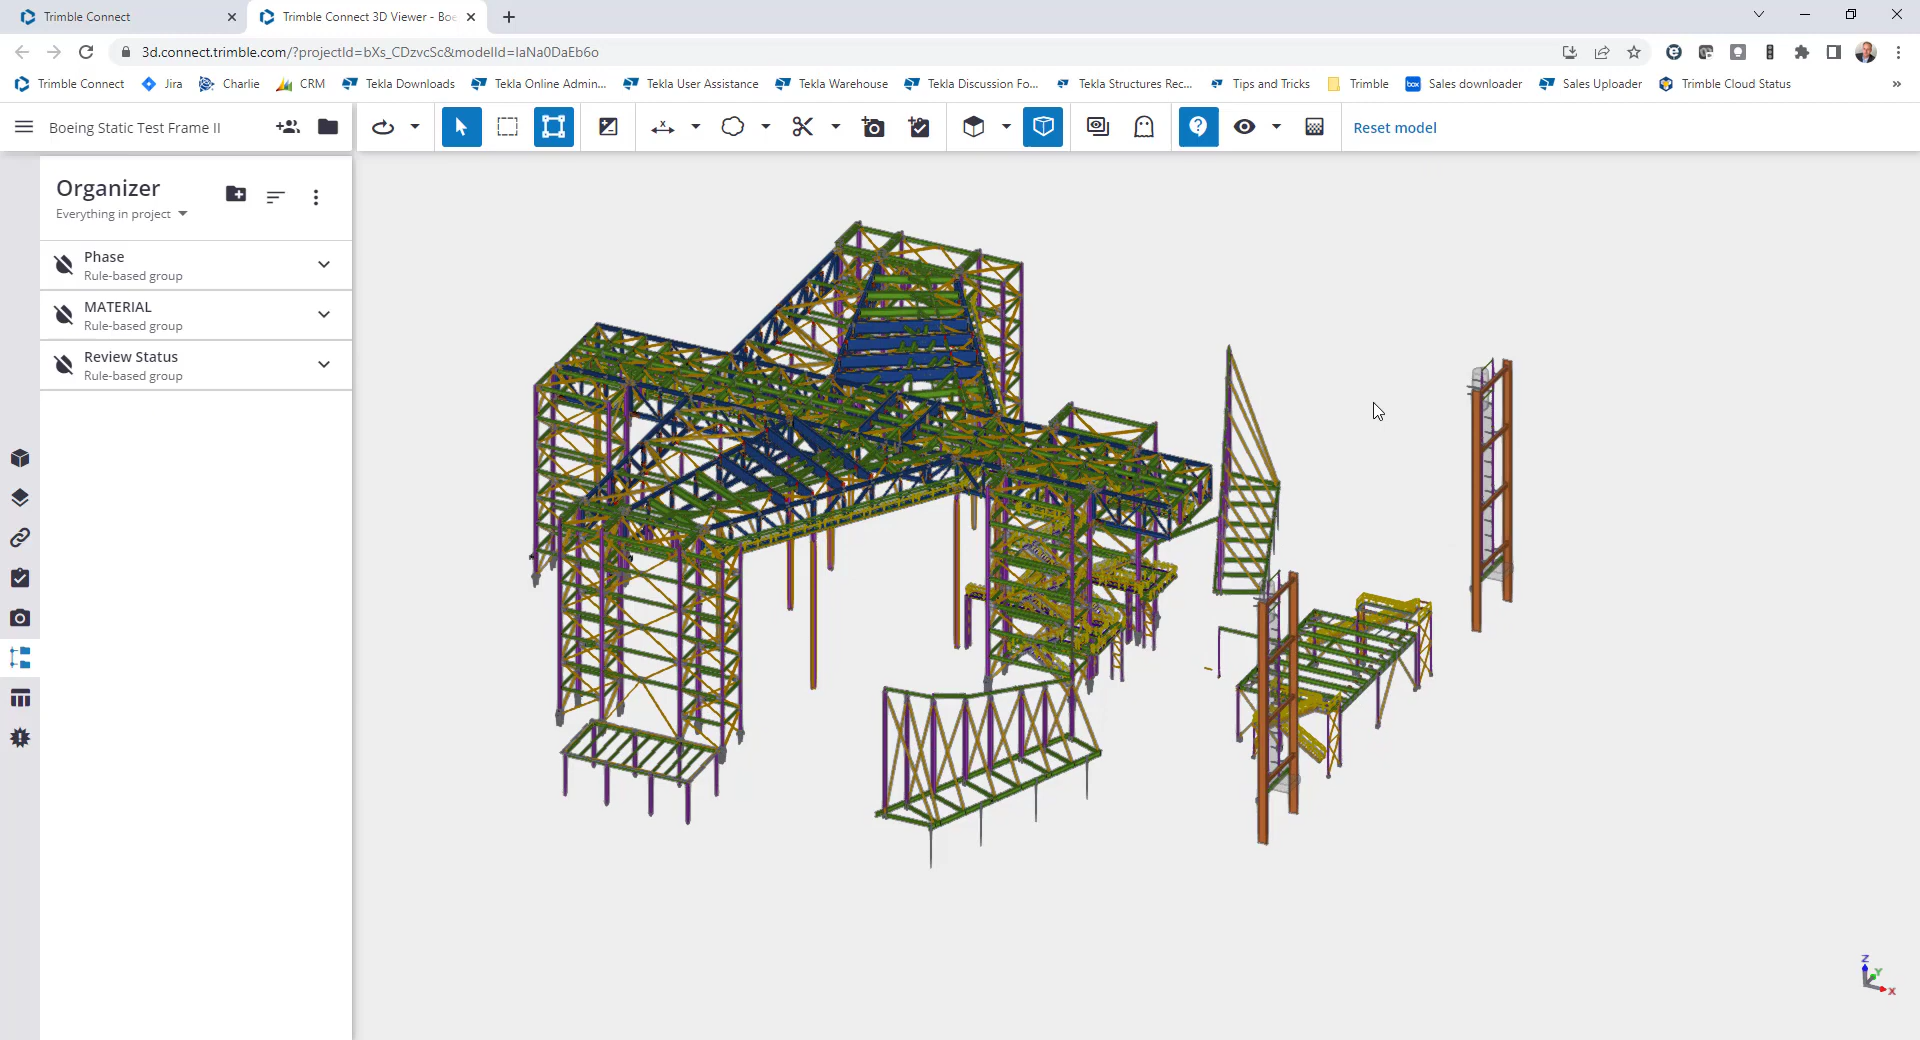 Trimble Connect
Trimble Connect 3D Viewer - Boe
3d.connect.trimble.com/?projectId=bXs_CDzvcSc&modelId=IaNa0DaEb6o
Trimble Connect Jira Charlie CRM Tekla Downloads Tekla Online Admin... Tekla User Assistance Tekla Warehouse Tekla Discussion Fo... Tekla Structures Rec... Tips and Tricks Trimble Sales downloader Sales Uploader Trimble Cloud Status »
Boeing Static Test Frame II
Reset model
Organizer
Everything in project
Phase
Rule-based group
MATERIAL
Rule-based group
Review Status
Rule-based group
Z
Y
X